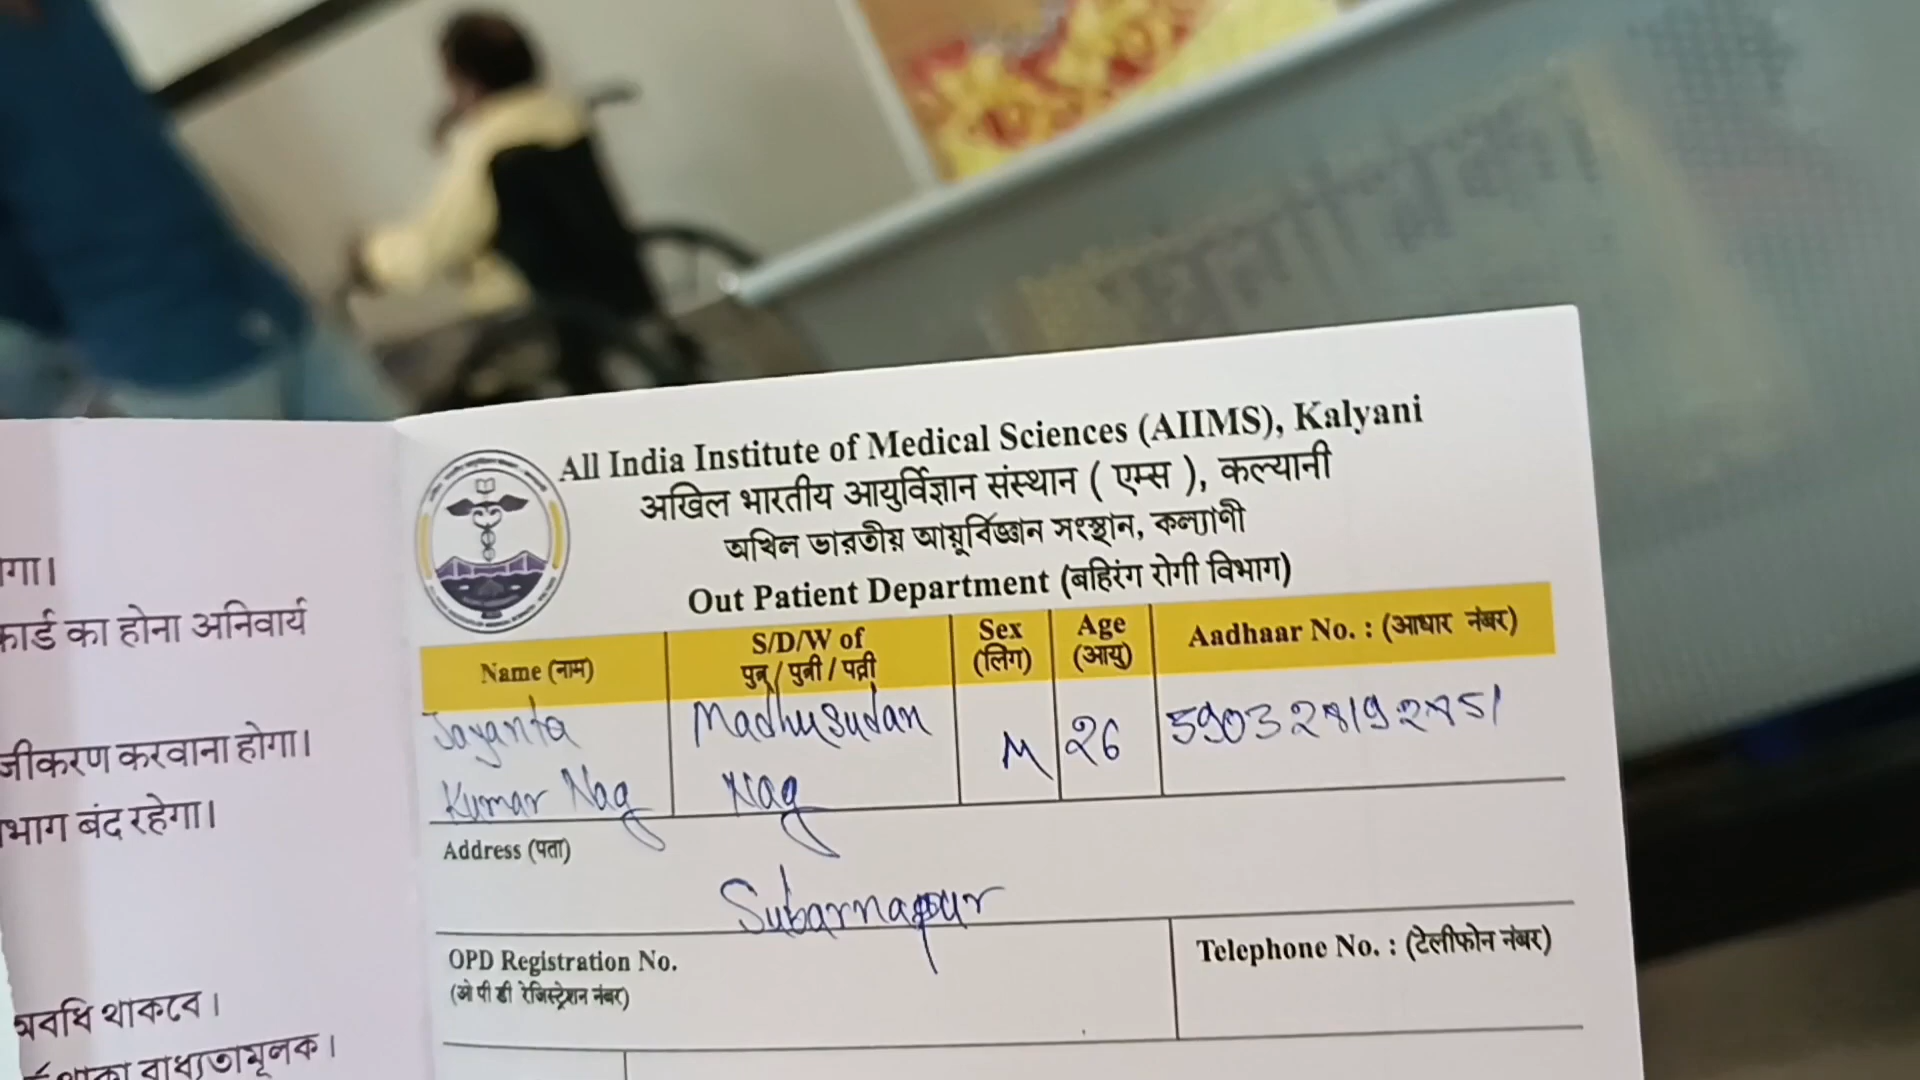 All India Institute of Medical Sciences (AIIMS), Kalyani
अखिल भारतीय आयुर्विज्ञान संस्थान ( एम्स ), कल्यानी
অখিল ভারতীয় আয়ুর্বিজ্ঞান সংস্থান, কল্যাণী
Out Patient Department (बहिरंग रोगी विभाग)
Name (नाम) S/D/W of Sex Age Aadhaar No. : (आधार नंबर)
पुत्र / पुत्री / पत्नी (लिंग) (आयु)
Jayanta Madhusudan M 26
Kumar Nag Nag
Address (पता)
Subarnapur
OPD Registration No. Telephone No. : (टेलीफोन नंबर)
(ओ पी डी रेजिस्ट्रेशन नंबर)
कार्ड का होना अनिवार्य
करवाना होगा।
बंद रहेगा।
অবধি থাকবে।
থাকা বাধ্যতামূলক।